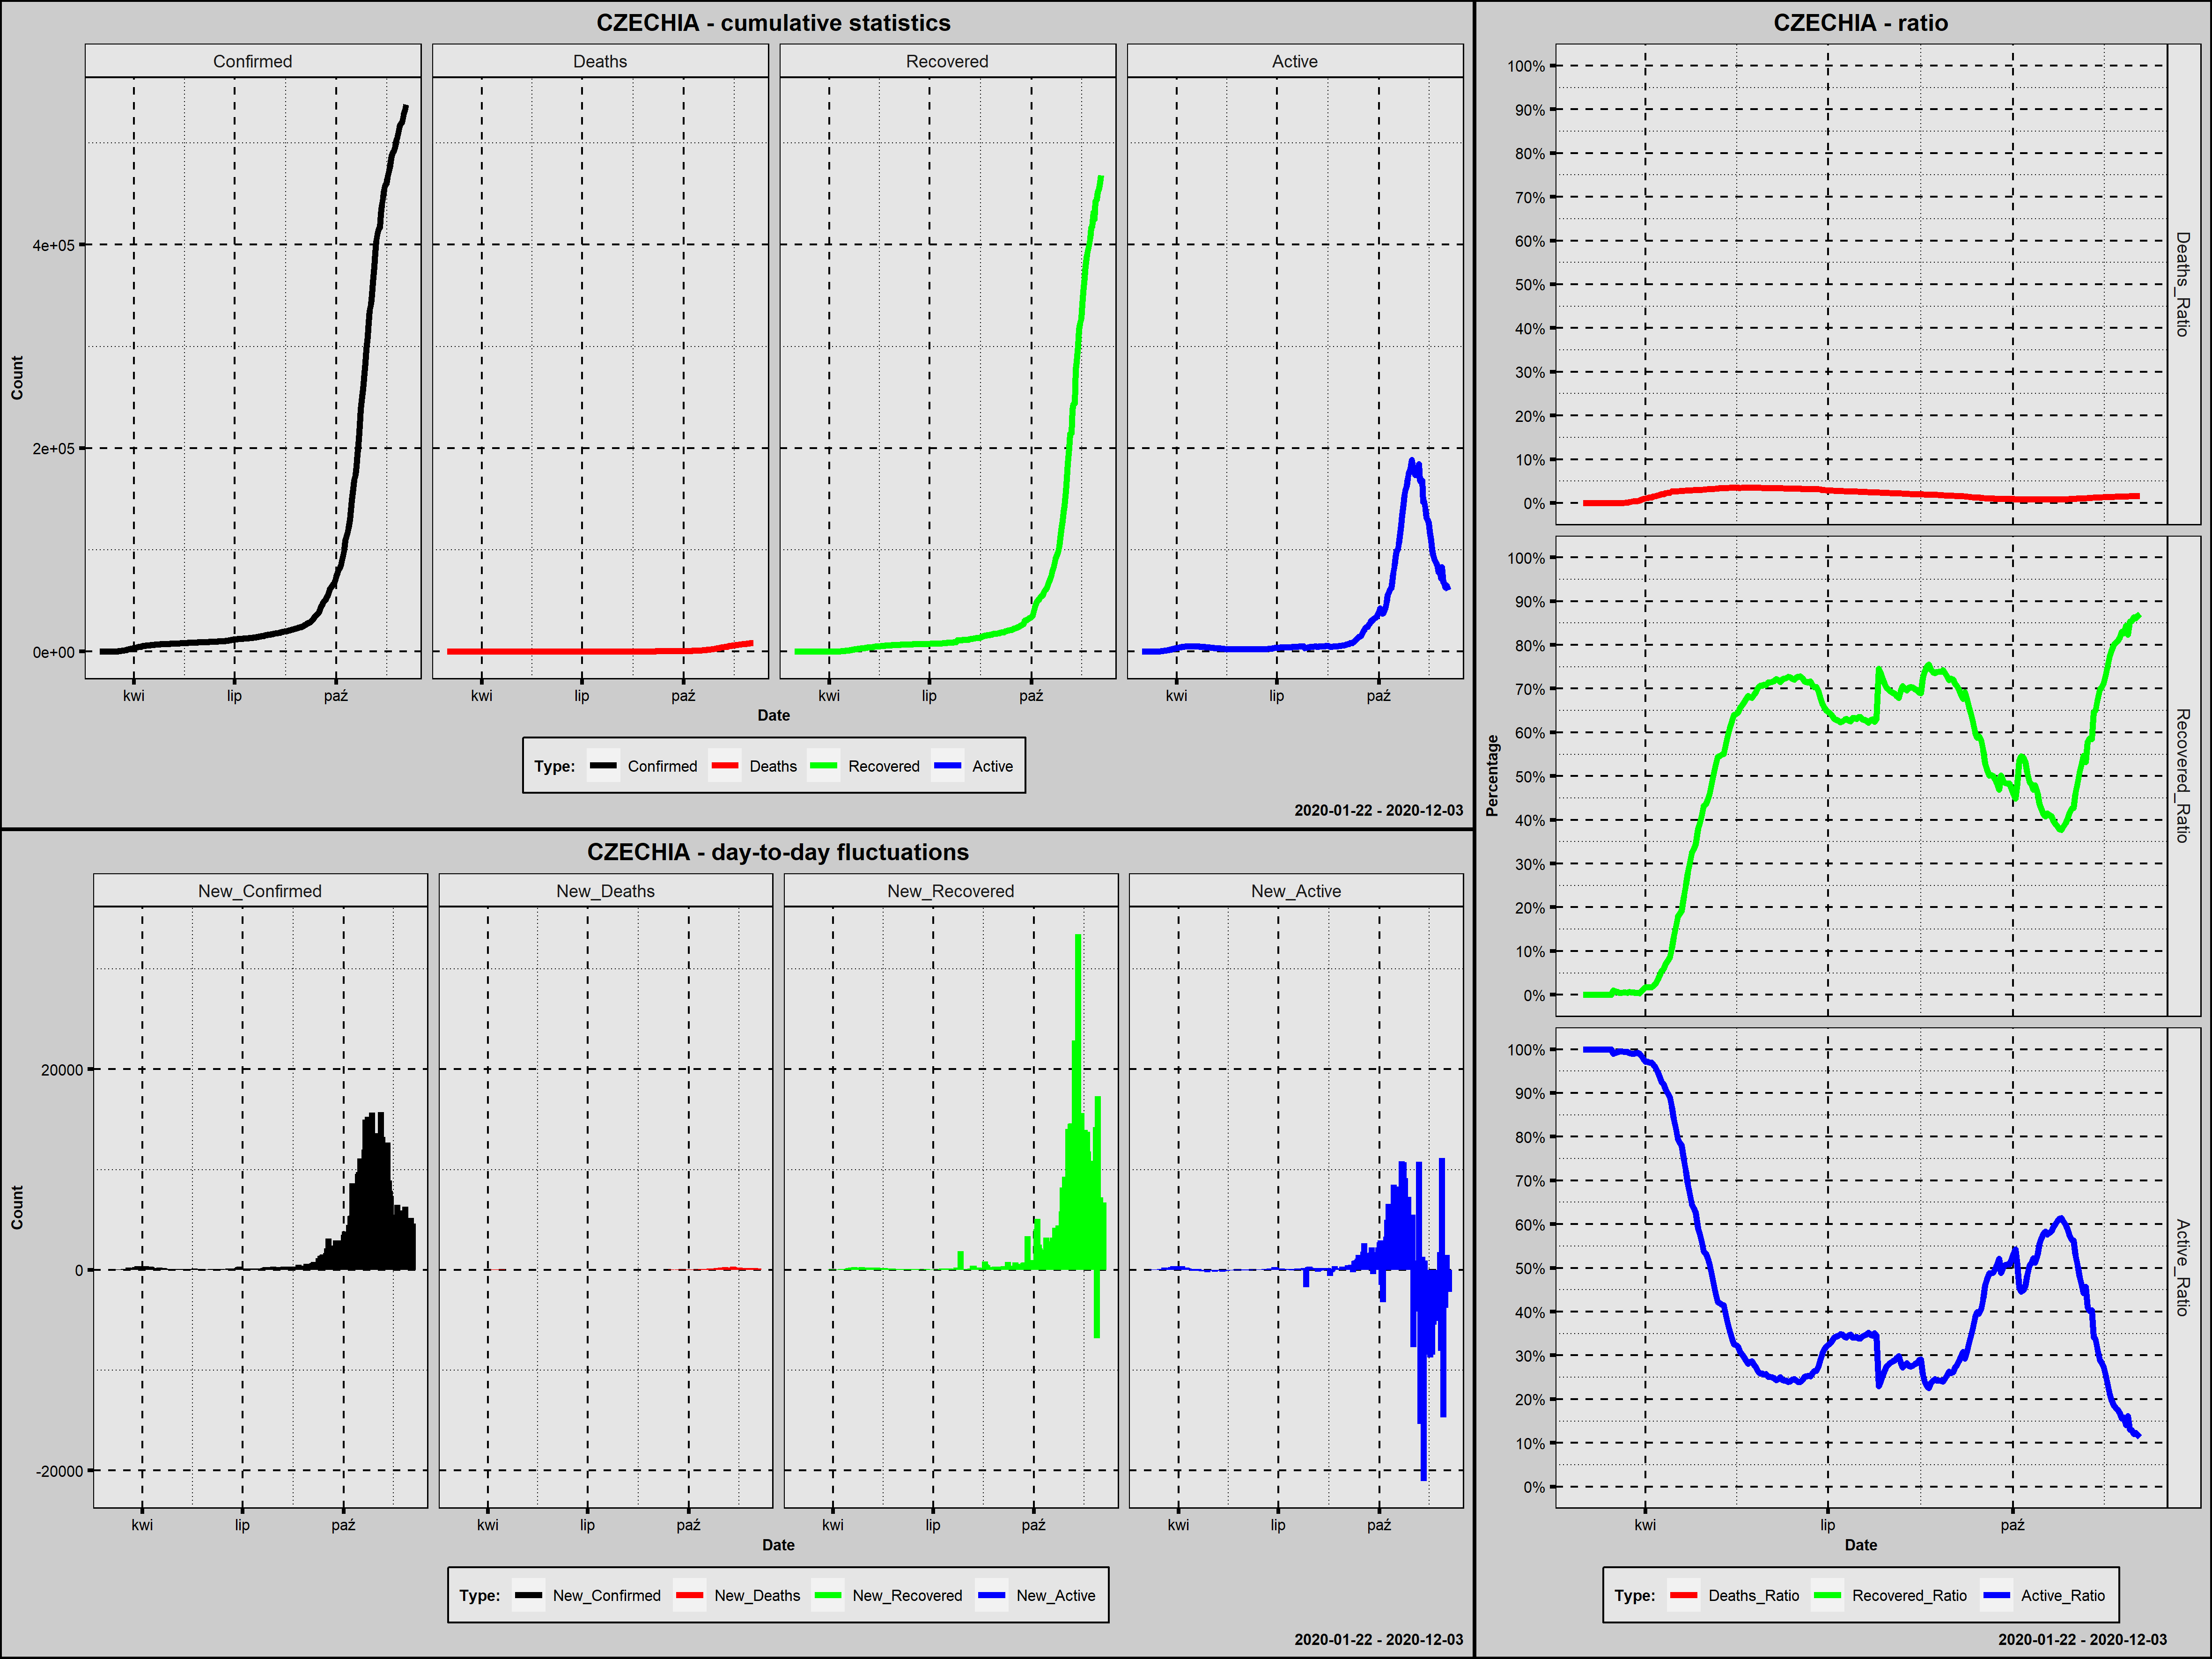 CZECHIA - cumulative statistics
Confirmed Deaths Recovered Active
Count
4e+05
2e+05
0e+00
kwi lip paź kwi lip paź kwi lip paź kwi lip paź
Date
Type: Confirmed Deaths Recovered Active
2020-01-22 - 2020-12-03
CZECHIA - day-to-day fluctuations
New_Confirmed New_Deaths New_Recovered New_Active
Count
20000
0
-20000
kwi lip paź kwi lip paź kwi lip paź kwi lip paź
Date
Type: New_Confirmed New_Deaths New_Recovered New_Active
2020-01-22 - 2020-12-03
CZECHIA - ratio
Percentage
100%
90%
80%
70%
60%
50%
40%
30%
20%
10%
0%
Deaths_Ratio
100%
90%
80%
70%
60%
50%
40%
30%
20%
10%
0%
Recovered_Ratio
100%
90%
80%
70%
60%
50%
40%
30%
20%
10%
0%
Active_Ratio
kwi lip paź
Date
Type: Deaths_Ratio Recovered_Ratio Active_Ratio
2020-01-22 - 2020-12-03